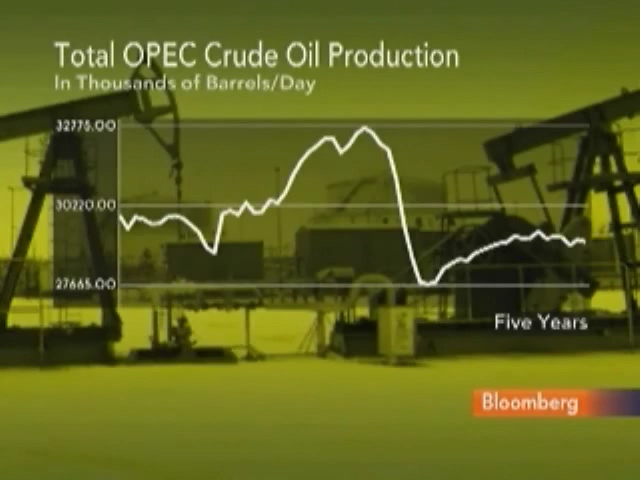 Total OPEC Crude Oil Production
In Thousands of Barrels/Day
32775.00
30220.00
27665.00
Five Years
Bloomberg